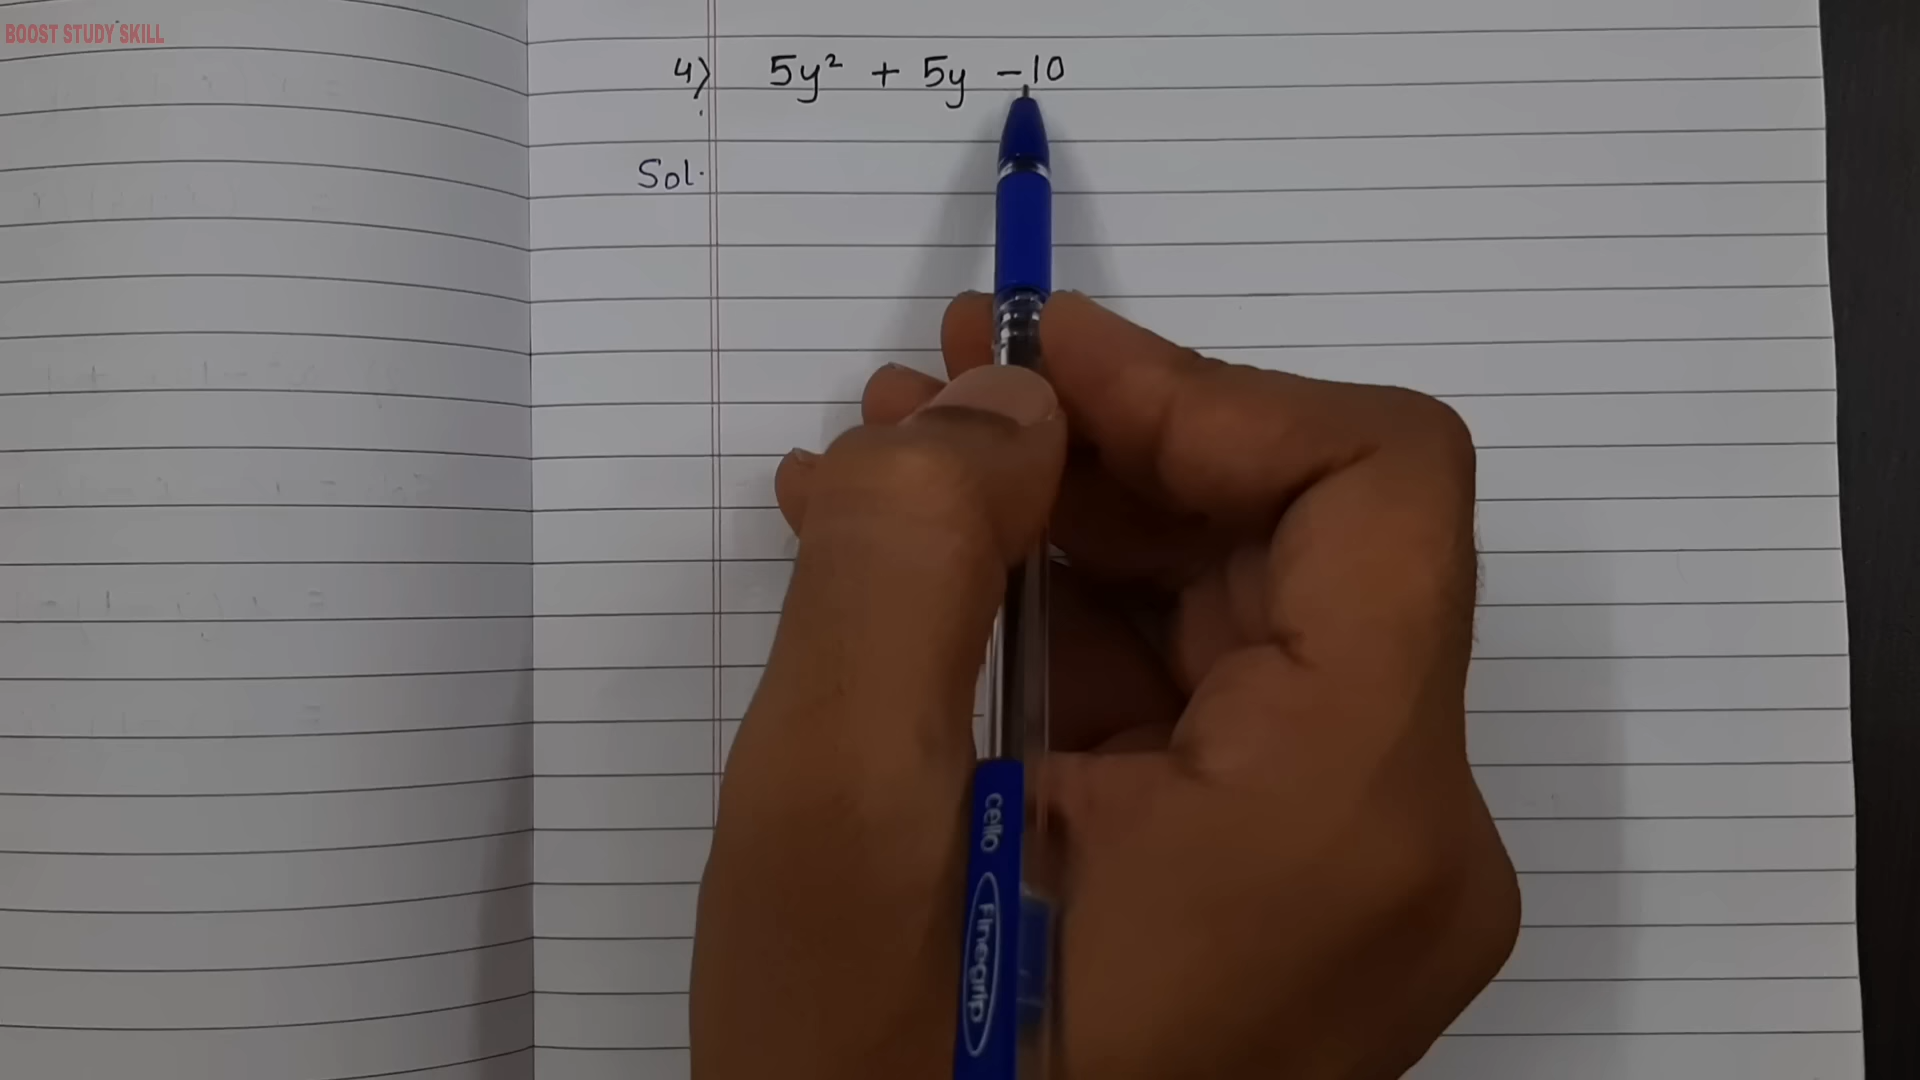 BOOST STUDY SKILL
4) 5y² + 5y - 10
Sol.
cello Finegrip